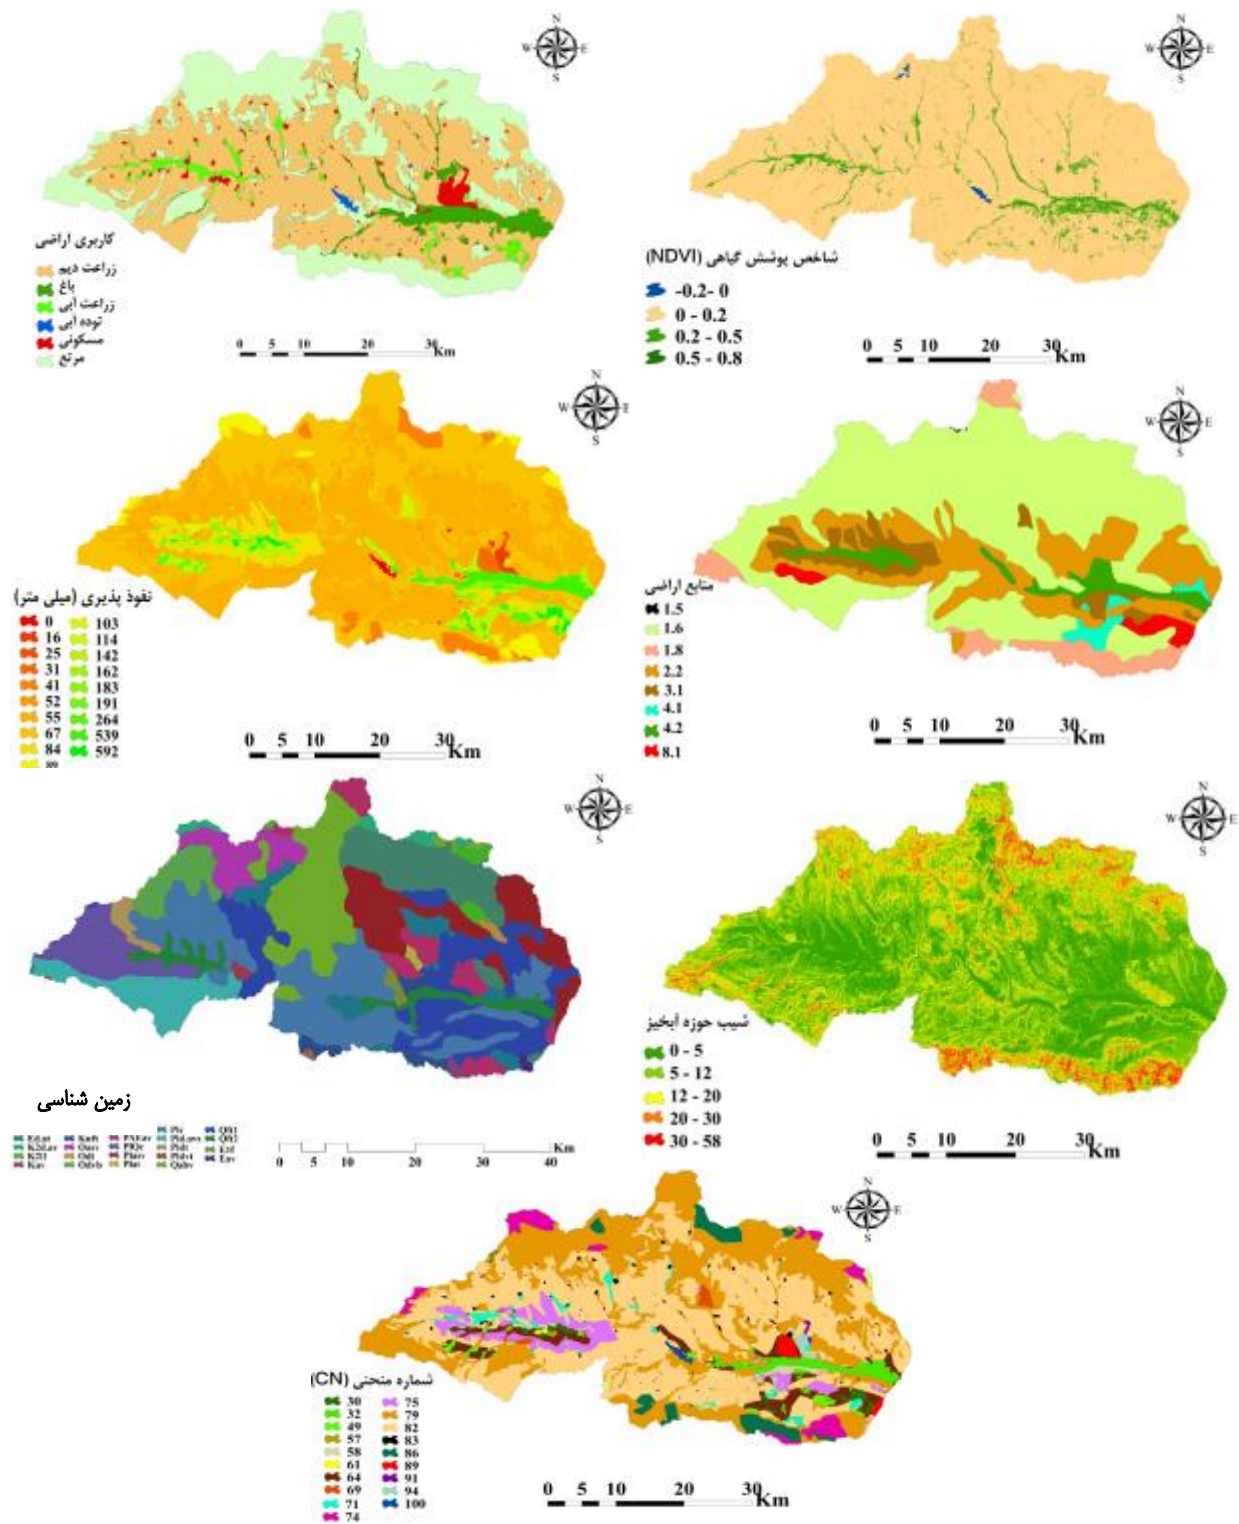 N
W E
S
کاربری اراضی
زراعت دیم
باغ
زراعت آبی
توده آبی
مسکونی
مرتع
0 5 10 20 30
Km
N
W E
S
شاخص پوشش گیاهی (NDVI)
-0.2- 0
0 - 0.2
0.2 - 0.5
0.5 - 0.8
0 5 10 20 30
Km
N
W E
S
نفوذ پذیری (میلی متر)
0 103
16 114
25 142
31 162
41 183
52 191
55 264
67 539
84 592
0 5 10 20 30
Km
N
W E
S
منابع اراضی
1.5
1.6
1.8
2.2
3.1
4.1
4.2
8.1
0 5 10 20 30
Km
N
W E
S
زمین شناسی
0 5 10 20 30 40
Km
N
W E
S
شیب حوزه آبخیز
0 - 5
5 - 12
12 - 20
20 - 30
30 - 58
0 5 10 20 30
Km
N
W E
S
شماره منحنی (CN)
30 75
32 79
49 82
57 83
58 86
61 89
64 91
69 94
71 100
74
0 5 10 20 30
Km